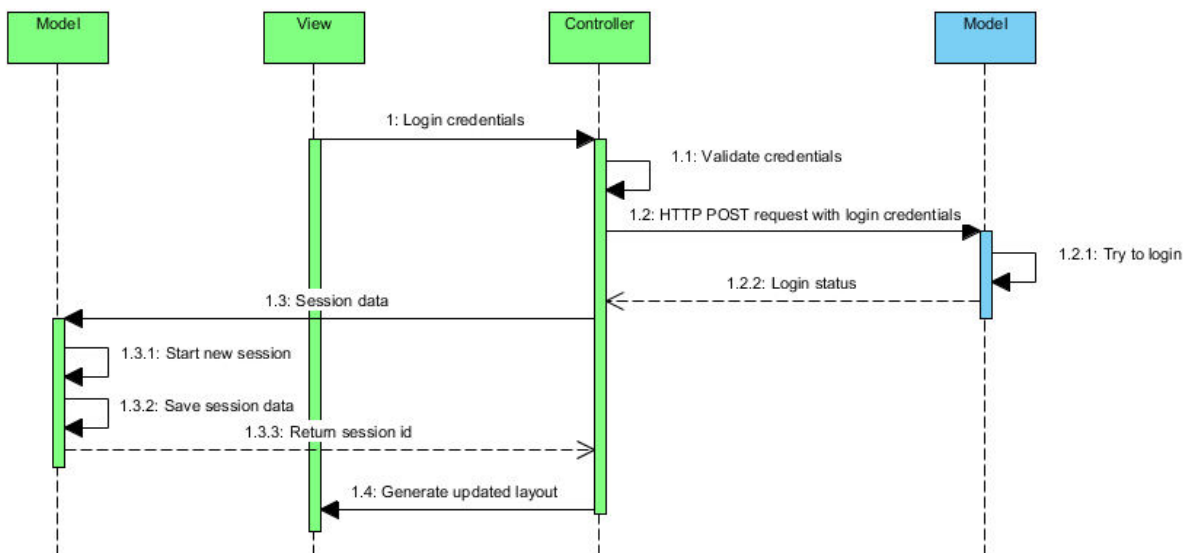 Model
View
Controller
Model
1: Login credentials
1.1: Validate credentials
1.2: HTTP POST request with login credentials
1.2.1: Try to login
1.2.2: Login status
1.3: Session data
1.3.1: Start new session
1.3.2: Save session data
1.3.3: Return session id
1.4: Generate updated layout